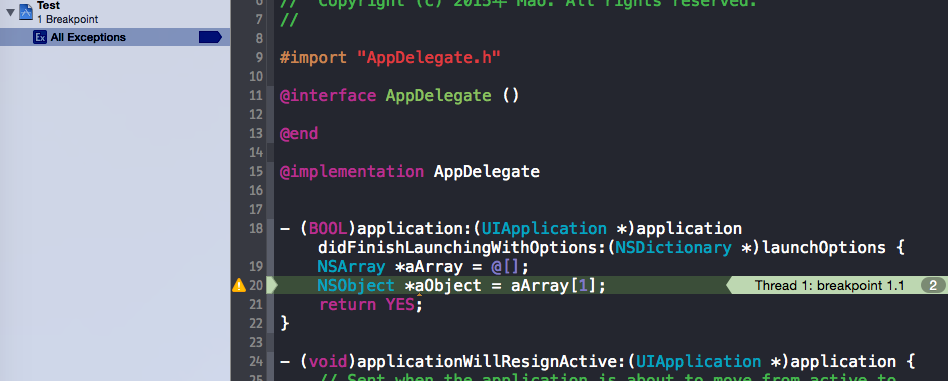 Test
1 Breakpoint
Ex All Exceptions
6 //  Copyright (c) 2015年 Mao. All rights reserved.
7 //
8
9 #import "AppDelegate.h"
10
11 @interface AppDelegate ()
12
13 @end
14
15 @implementation AppDelegate
16
17
18 - (BOOL)application:(UIApplication *)application
didFinishLaunchingWithOptions:(NSDictionary *)launchOptions {
19 NSArray *aArray = @[];
20 NSObject *aObject = aArray[1]; Thread 1: breakpoint 1.1 2
21 return YES;
22 }
23
24 - (void)applicationWillResignActive:(UIApplication *)application {
25 // Sent when the application is about to move from active to